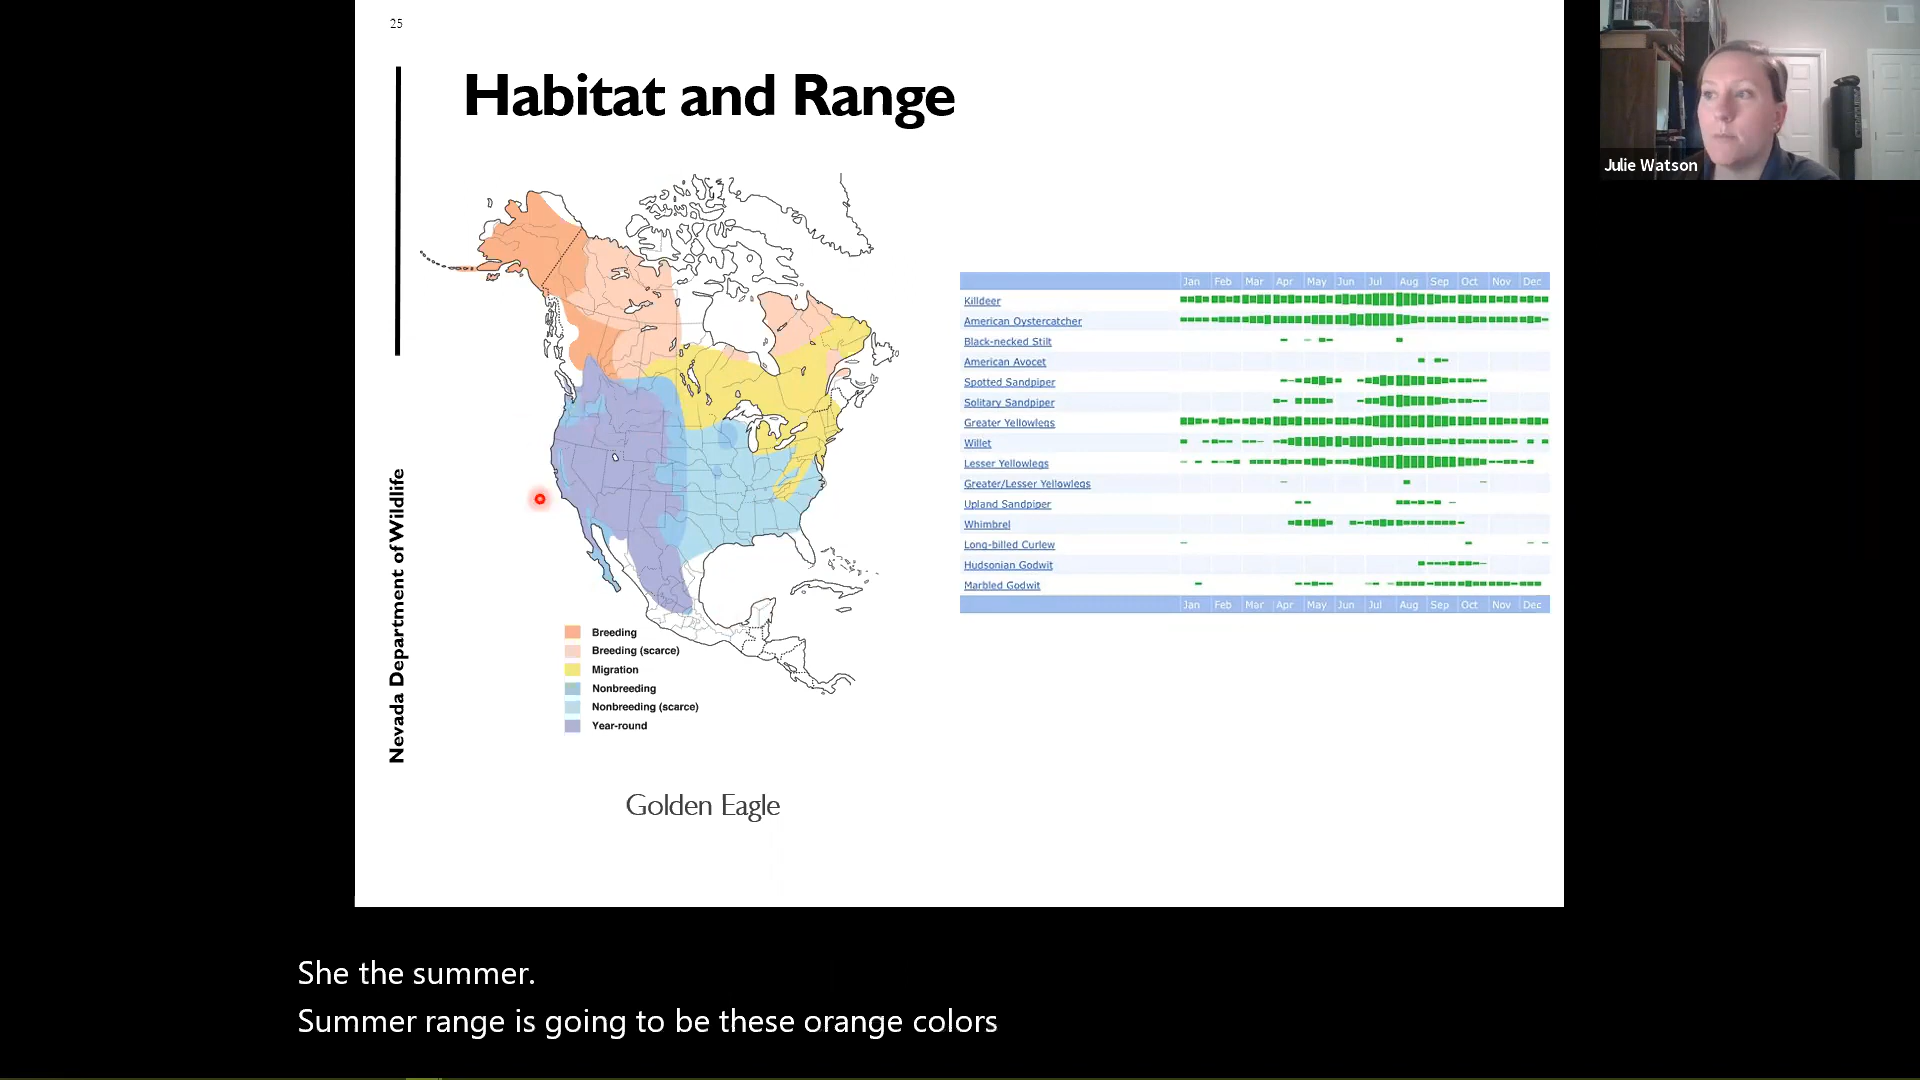 25
Habitat and Range
Nevada Department of Wildlife
Breeding
Breeding (scarce)
Migration
Nonbreeding
Nonbreeding (scarce)
Year-round
Golden Eagle
Jan Feb Mar Apr May Jun Jul Aug Sep Oct Nov Dec
Killdeer
American Oystercatcher
Black-necked Stilt
American Avocet
Spotted Sandpiper
Solitary Sandpiper
Greater Yellowlegs
Willet
Lesser Yellowlegs
Greater/Lesser Yellowlegs
Upland Sandpiper
Whimbrel
Long-billed Curlew
Hudsonian Godwit
Marbled Godwit
Jan Feb Mar Apr May Jun Jul Aug Sep Oct Nov Dec
Julie Watson
She the summer.
Summer range is going to be these orange colors